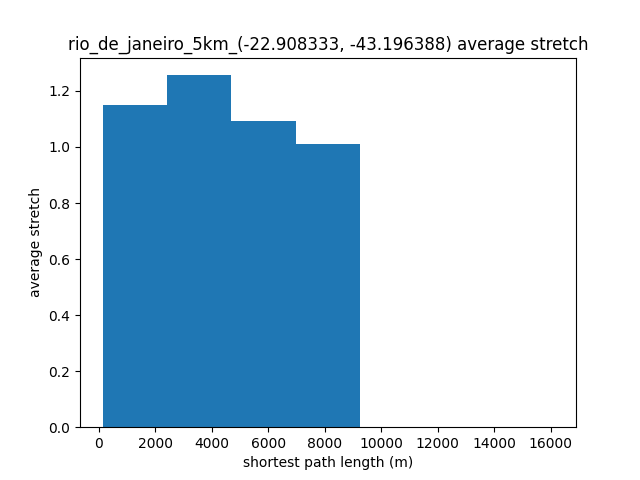 rio_de_janeiro_5km_(-22.908333, -43.196388) average stretch
average stretch
1.2
1.0
0.8
0.6
0.4
0.2
0.0
0 2000 4000 6000 8000 10000 12000 14000 16000
shortest path length (m)